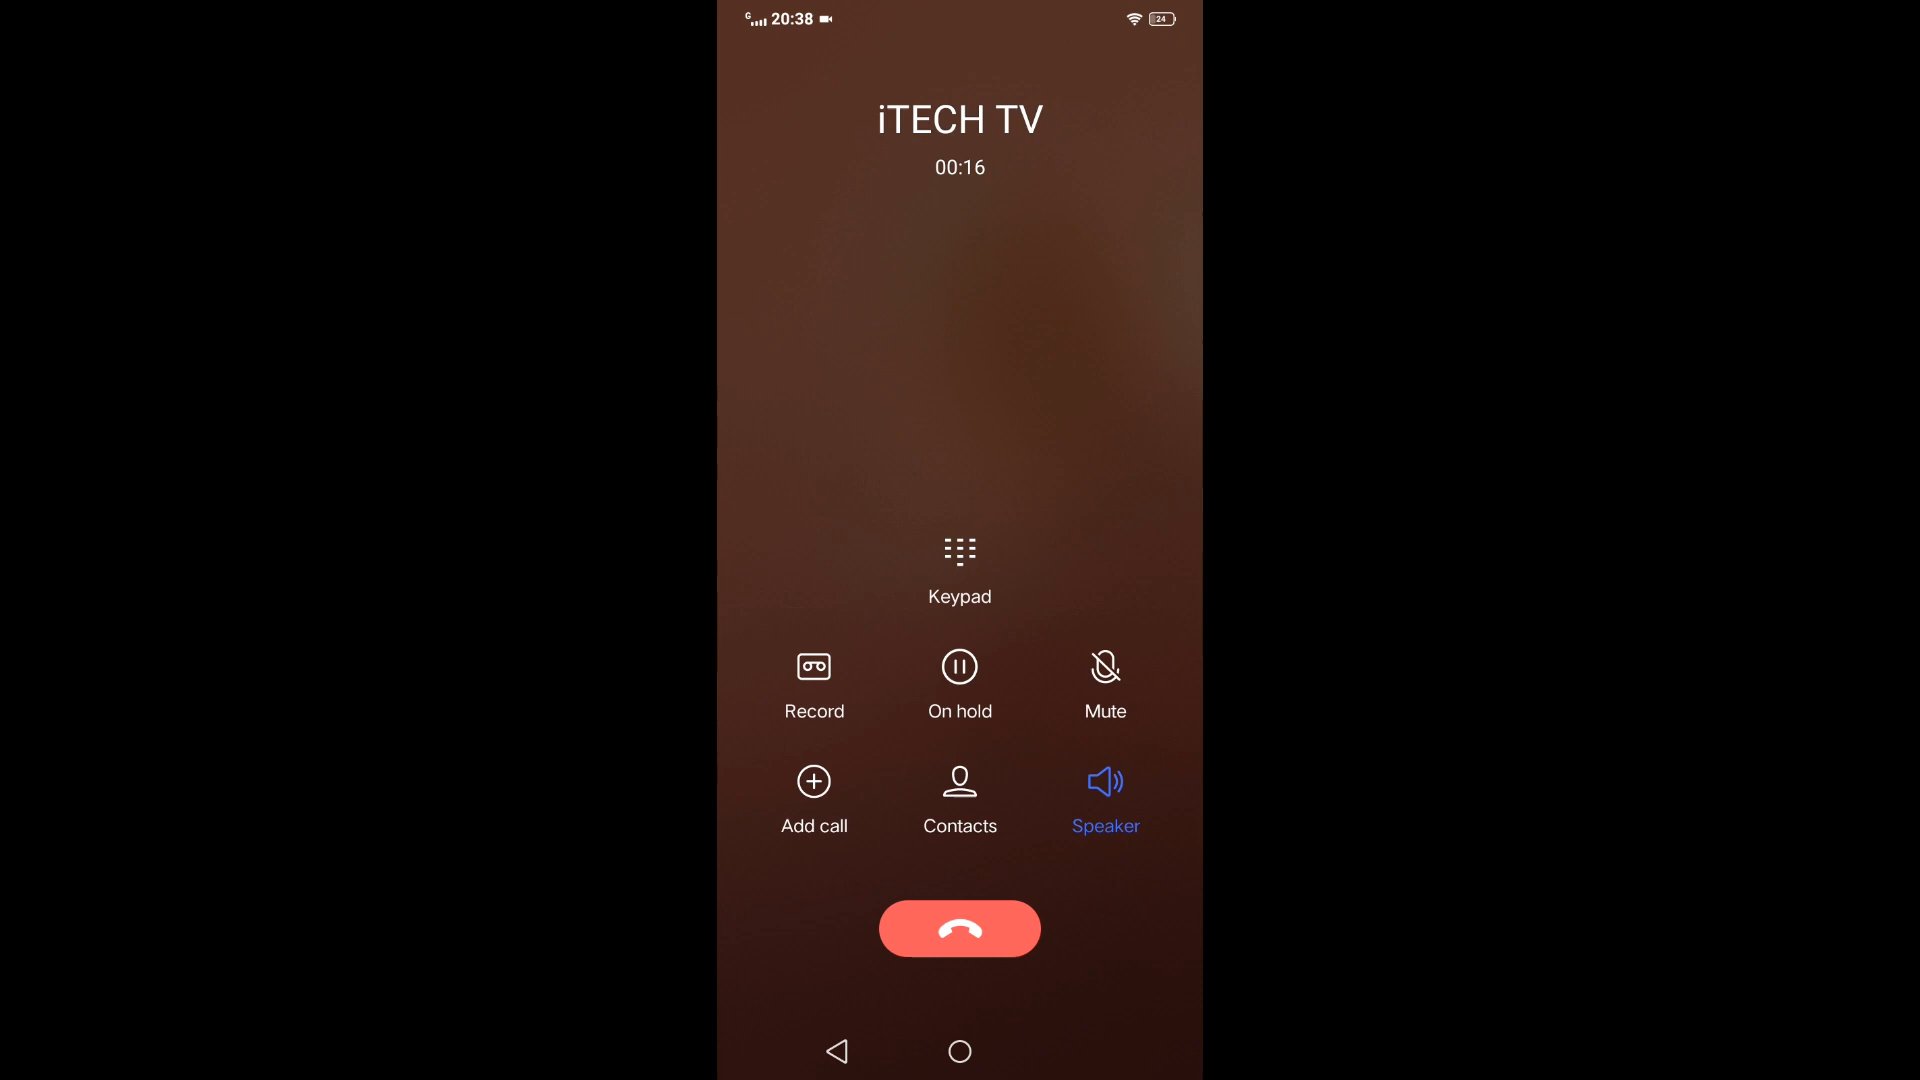 G 20:38 24
iTECH TV
00:16
Keypad
Record On hold Mute
Add call Contacts Speaker